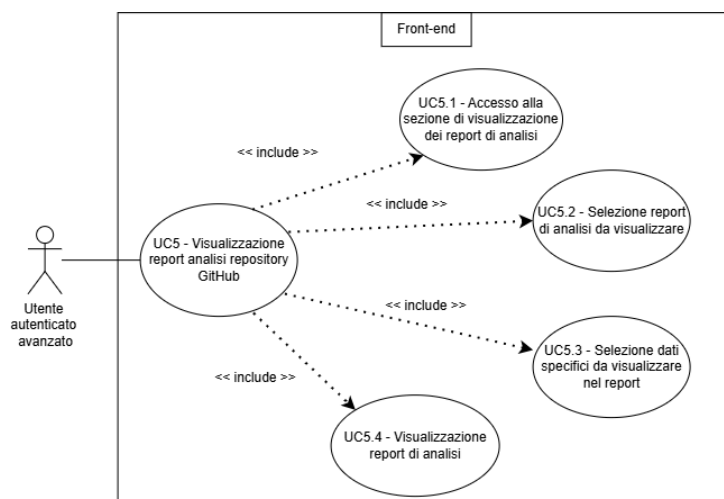 Front-end
UC5.1 - Accesso alla
sezione di visualizzazione
dei report di analisi
<< include >>
<< include >>
UC5.2 - Selezione report
di analisi da visualizzare
UC5 - Visualizzazione
report analisi repository
GitHub
Utente
autenticato
avanzato
<< include >>
UC5.3 - Selezione dati
specifici da visualizzare
nel report
<< include >>
UC5.4 - Visualizzazione
report di analisi